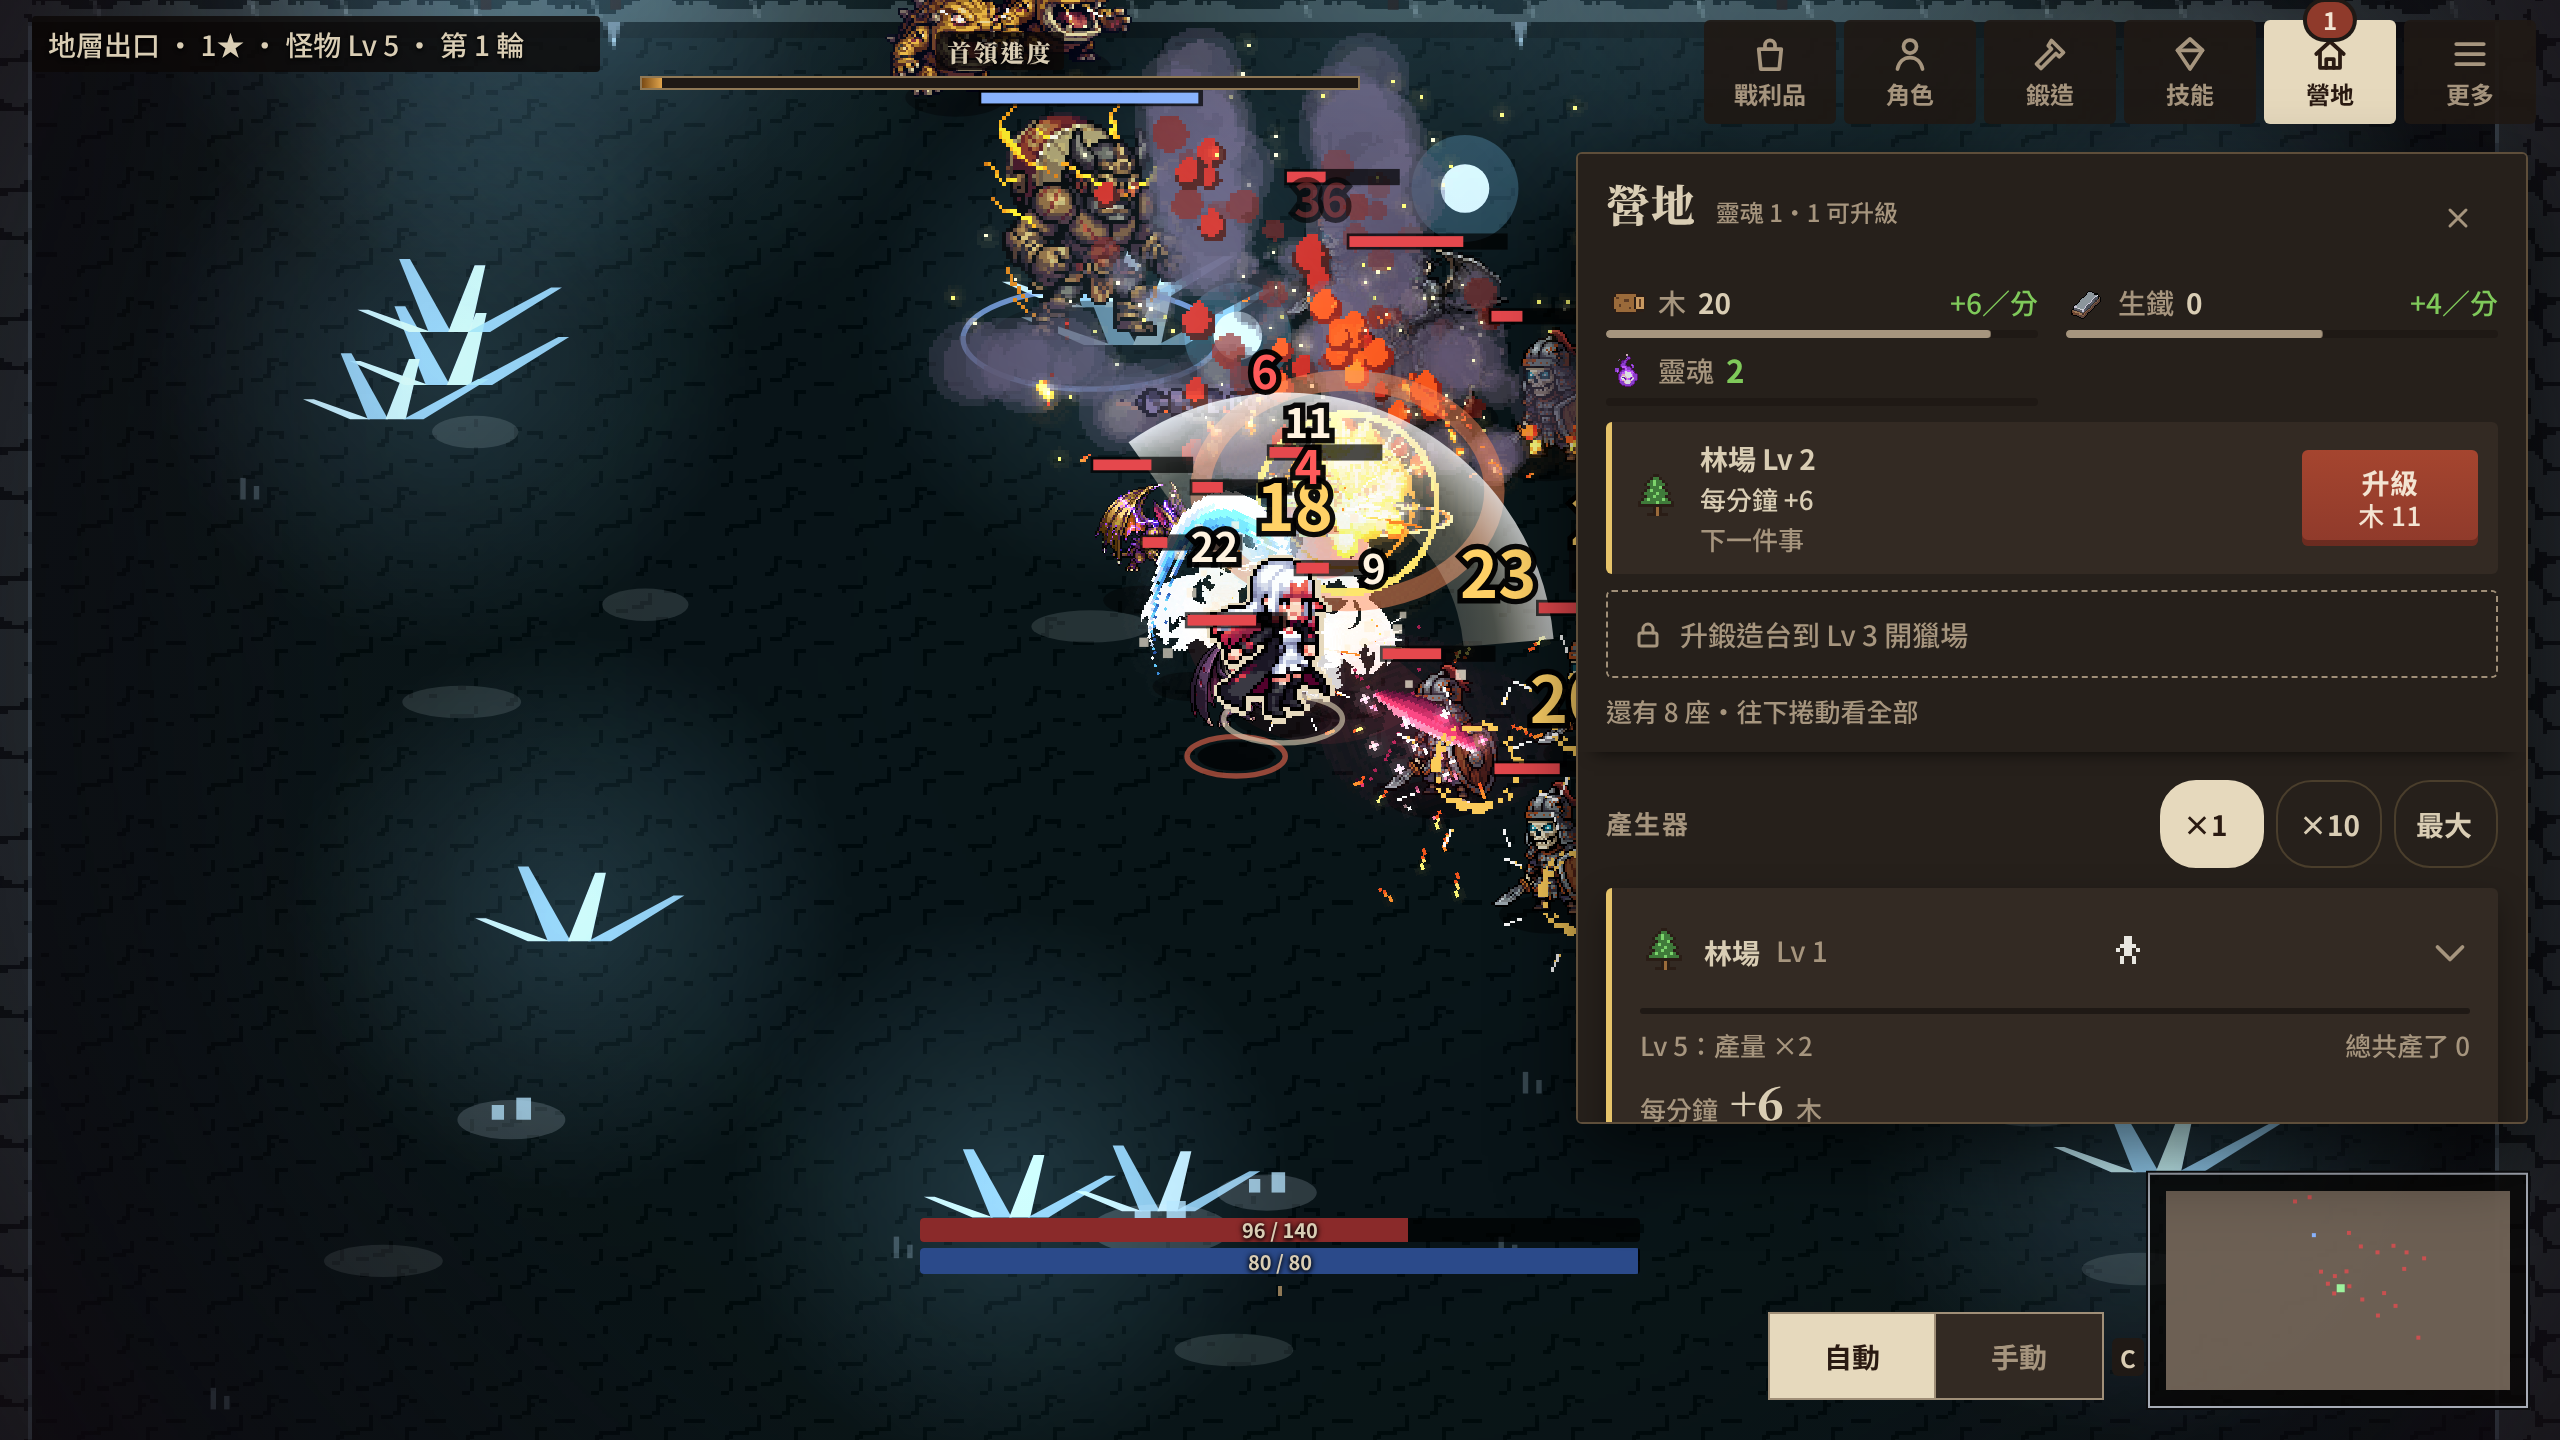 地層出口 · 1★ · 怪物 Lv 5 · 第 1 輪
首領進度
1
戰利品
角色
鍛造
技能
營地
更多
營地 靈魂 1・1 可升級
木 20 +6／分
生鐵 0 +4／分
靈魂 2
林場 Lv 2
每分鐘 +6
下一件事
升級
木 11
升鍛造台到 Lv 3 開獵場
還有 8 座・往下捲動看全部
產生器
×1
×10
最大
林場 Lv 1
Lv 5：產量 ×2
總共產了 0
每分鐘 +6 木
36
6
11
4
18
22
9
23
96 / 140
80 / 80
自動
手動
C